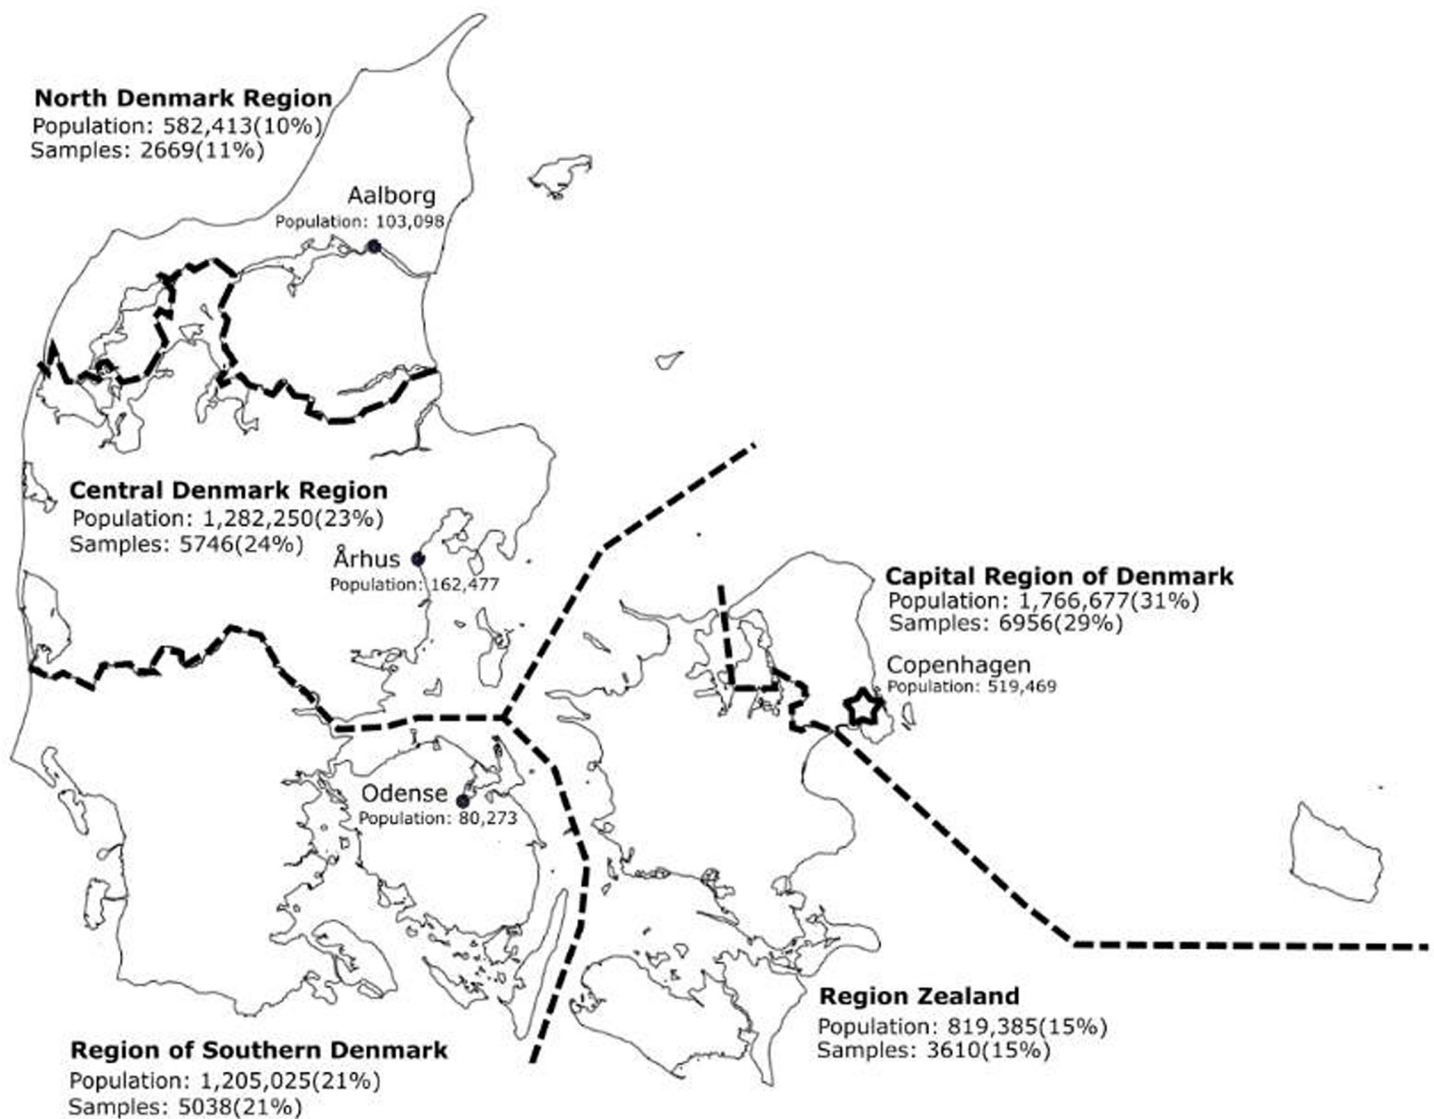 North Denmark Region
Population: 582,413(10%)
Samples: 2669(11%)
Aalborg
Population: 103,098
Central Denmark Region
Population: 1,282,250(23%)
Samples: 5746(24%)
Århus
Population: 162,477
Capital Region of Denmark
Population: 1,766,677(31%)
Samples: 6956(29%)
Copenhagen
Population: 519,469
Odense
Population: 80,273
Region Zealand
Population: 819,385(15%)
Samples: 3610(15%)
Region of Southern Denmark
Population: 1,205,025(21%)
Samples: 5038(21%)